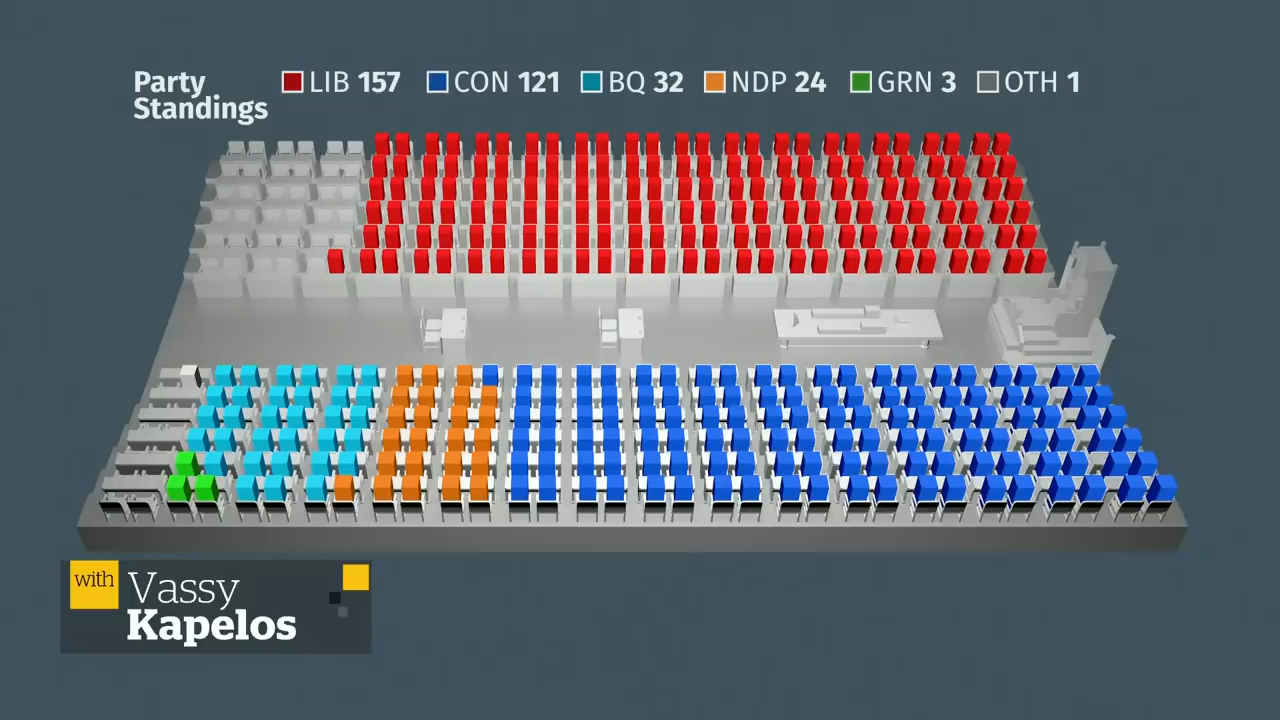 Party
Standings
LIB 157 CON 121 BQ 32 NDP 24 GRN 3 OTH 1
with Vassy
Kapelos